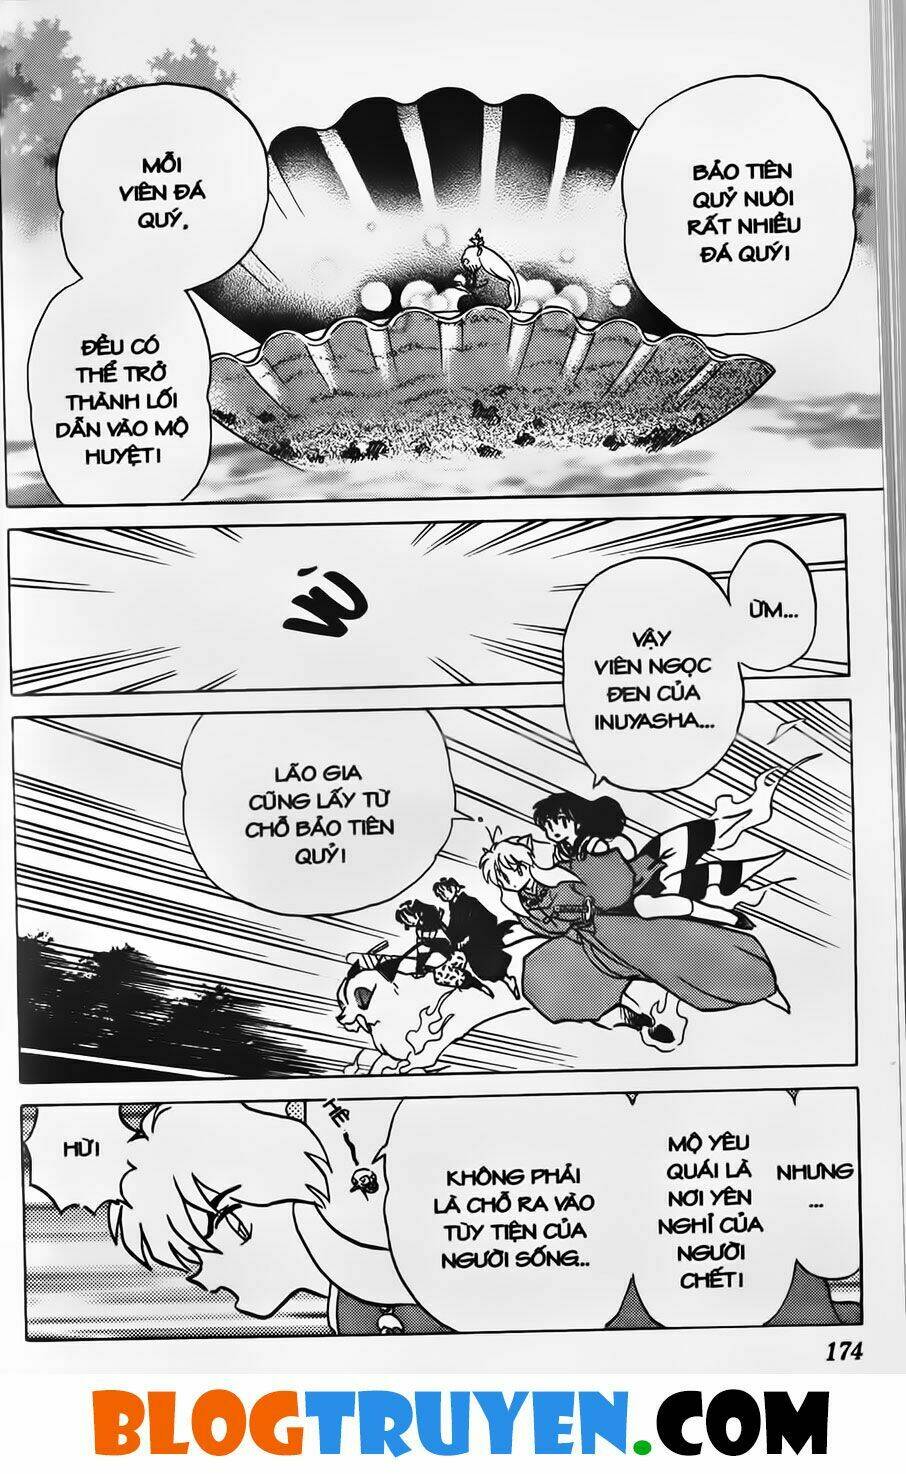 BẢO TIÊN
QUỶ NUÔI
RẤT NHIỀU
ĐÁ QUÝ!
MỖI
VIÊN ĐÁ
QUÝ,
ĐỀU CÓ
THỂ TRỞ
THÀNH LỐI
DẪN VÀO MỘ
HUYỆT!
VÚ
ỪM...
VẬY
VIÊN NGỌC
ĐEN CỦA
INUYASHA...
LÃO GIA
CŨNG LẤY TỪ
CHỖ BẢO TIÊN
QUỶ!
NHƯNG
...
MỘ YÊU
QUÁI LÀ
NƠI YÊN
NGHỈ CỦA
NGƯỜI
CHẾT!
KHÔNG PHẢI
LÀ CHỖ RA VÀO
TÙY TIỆN CỦA
NGƯỜI SỐNG...
HỪ!
174
BLOGTRUYEN.COM